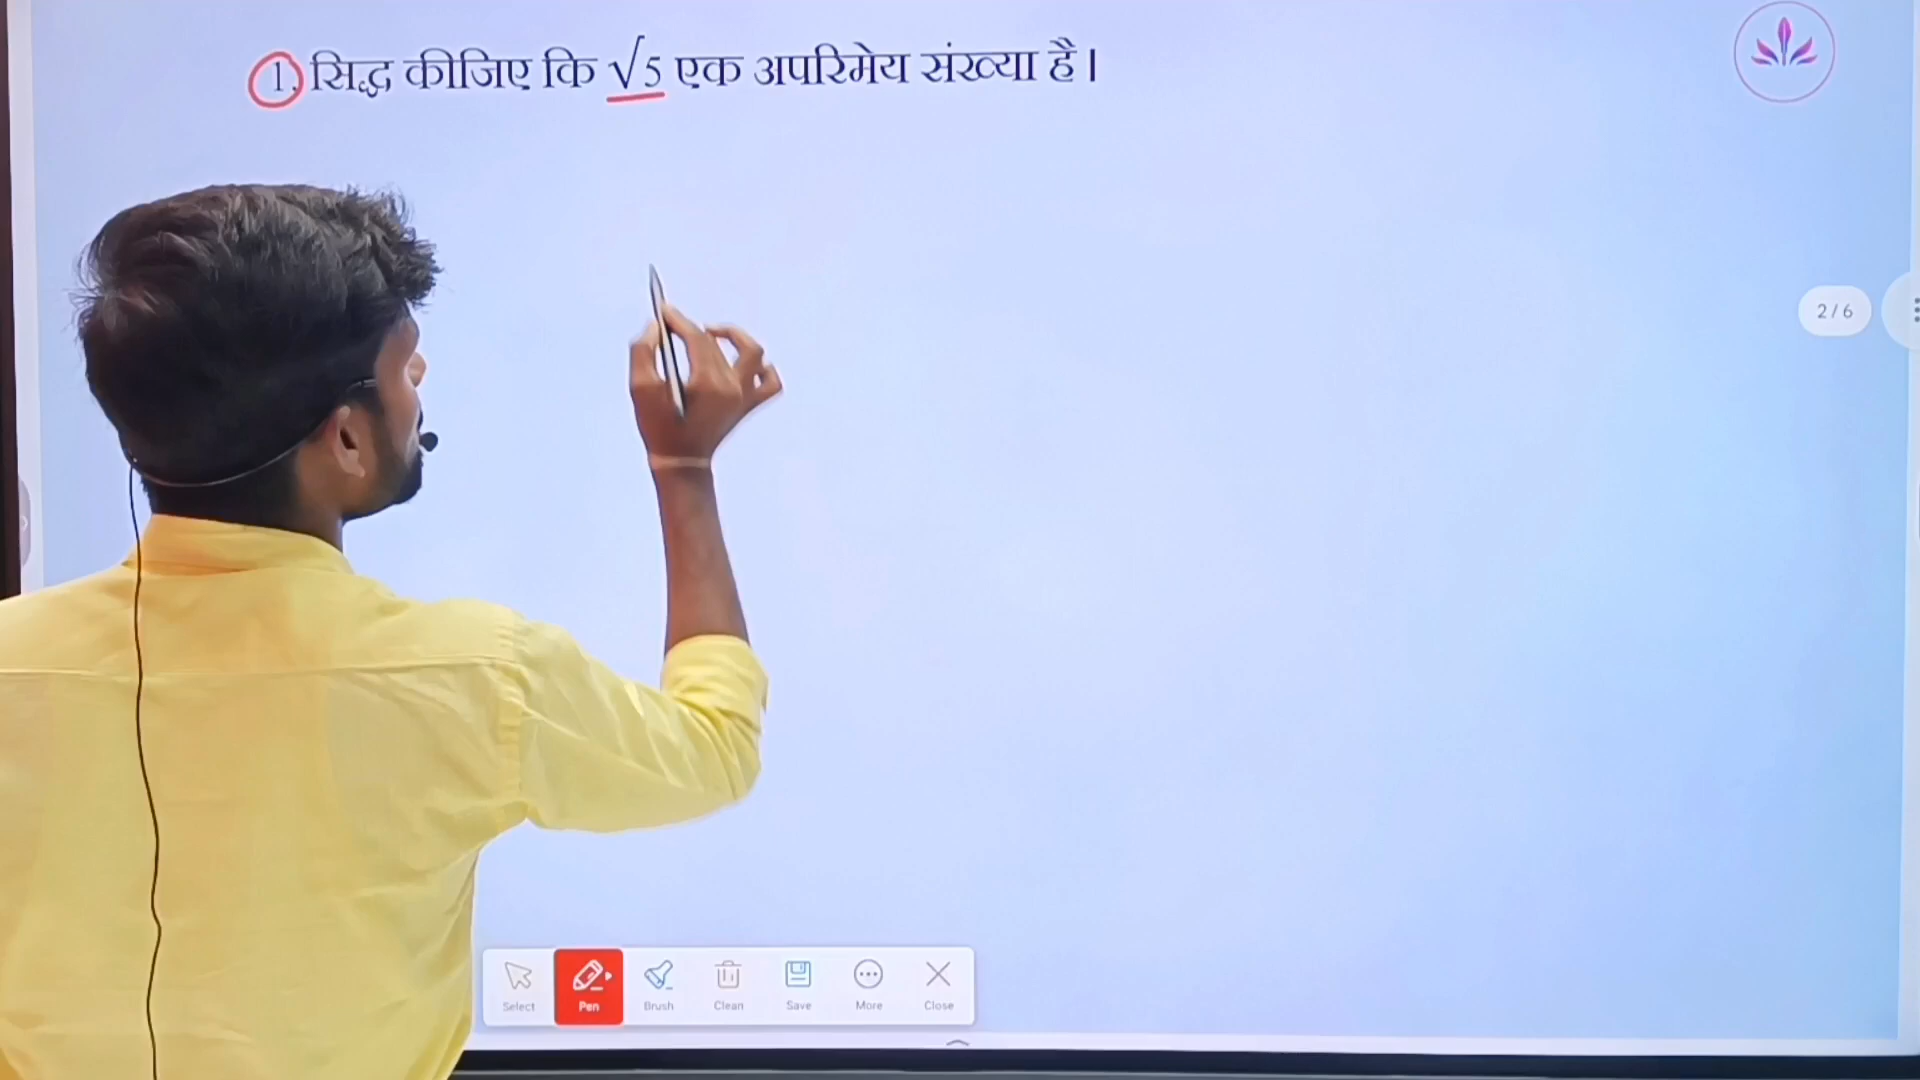 1. सिद्ध कीजिए कि √5 एक अपरिमेय संख्या है।
2/6
Select Pen Brush Clean Save More Close